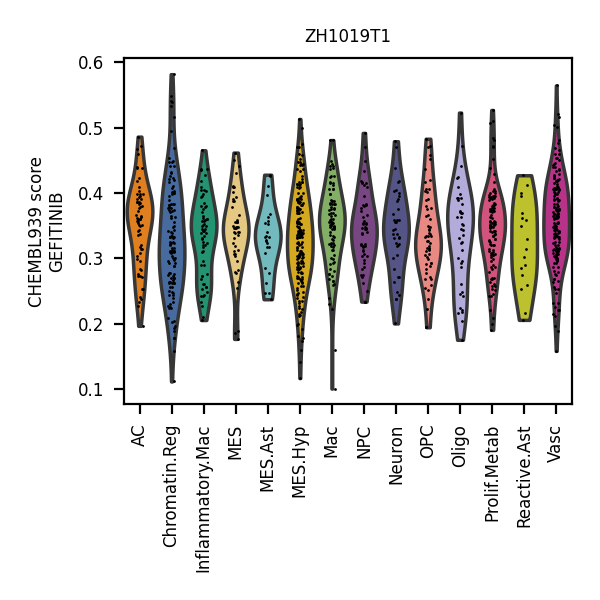 ZH1019T1
CHEMBL939 score
GEFITINIB
0.6
0.5
0.4
0.3
0.2
0.1
AC
Chromatin.Reg
Inflammatory.Mac
MES
MES.Ast
MES.Hyp
Mac
NPC
Neuron
OPC
Oligo
Prolif.Metab
Reactive.Ast
Vasc